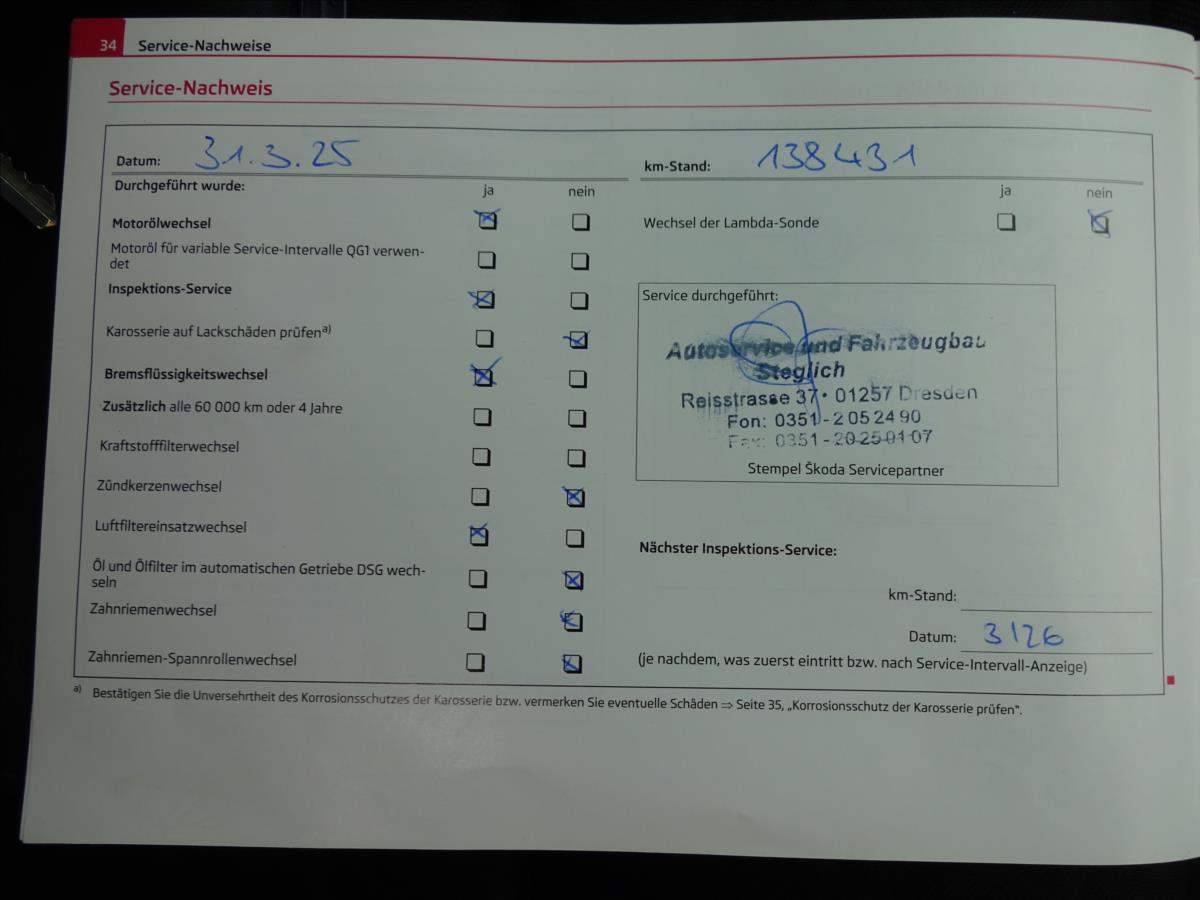 34 Service-Nachweise
Service-Nachweis
Datum: 31.3.25
km-Stand: 138431
Durchgeführt wurde: ja nein
ja nein
Motorölwechsel
Wechsel der Lambda-Sonde
Motoröl für variable Service-Intervalle QG1 verwen-
det
Inspektions-Service
Karosserie auf Lackschäden prüfena)
Bremsflüssigkeitswechsel
Zusätzlich alle 60 000 km oder 4 Jahre
Kraftstofffilterwechsel
Zündkerzenwechsel
Luftfiltereinsatzwechsel
Öl und Ölfilter im automatischen Getriebe DSG wech-
seln
Zahnriemenwechsel
Zahnriemen-Spannrollenwechsel
Service durchgeführt:
Autoservice und Fahrzeugbau
Steglich
Reisstrasse 37 · 01257 Dresden
Fon: 0351 - 2 05 24 90
Fax: 0351 - 20 25 01 07
Stempel Škoda Servicepartner
Nächster Inspektions-Service:
km-Stand:
Datum: 3/26
(je nachdem, was zuerst eintritt bzw. nach Service-Intervall-Anzeige)
a) Bestätigen Sie die Unversehrtheit des Korrosionsschutzes der Karosserie bzw. vermerken Sie eventuelle Schäden ⇒ Seite 35, „Korrosionsschutz der Karosserie prüfen“.